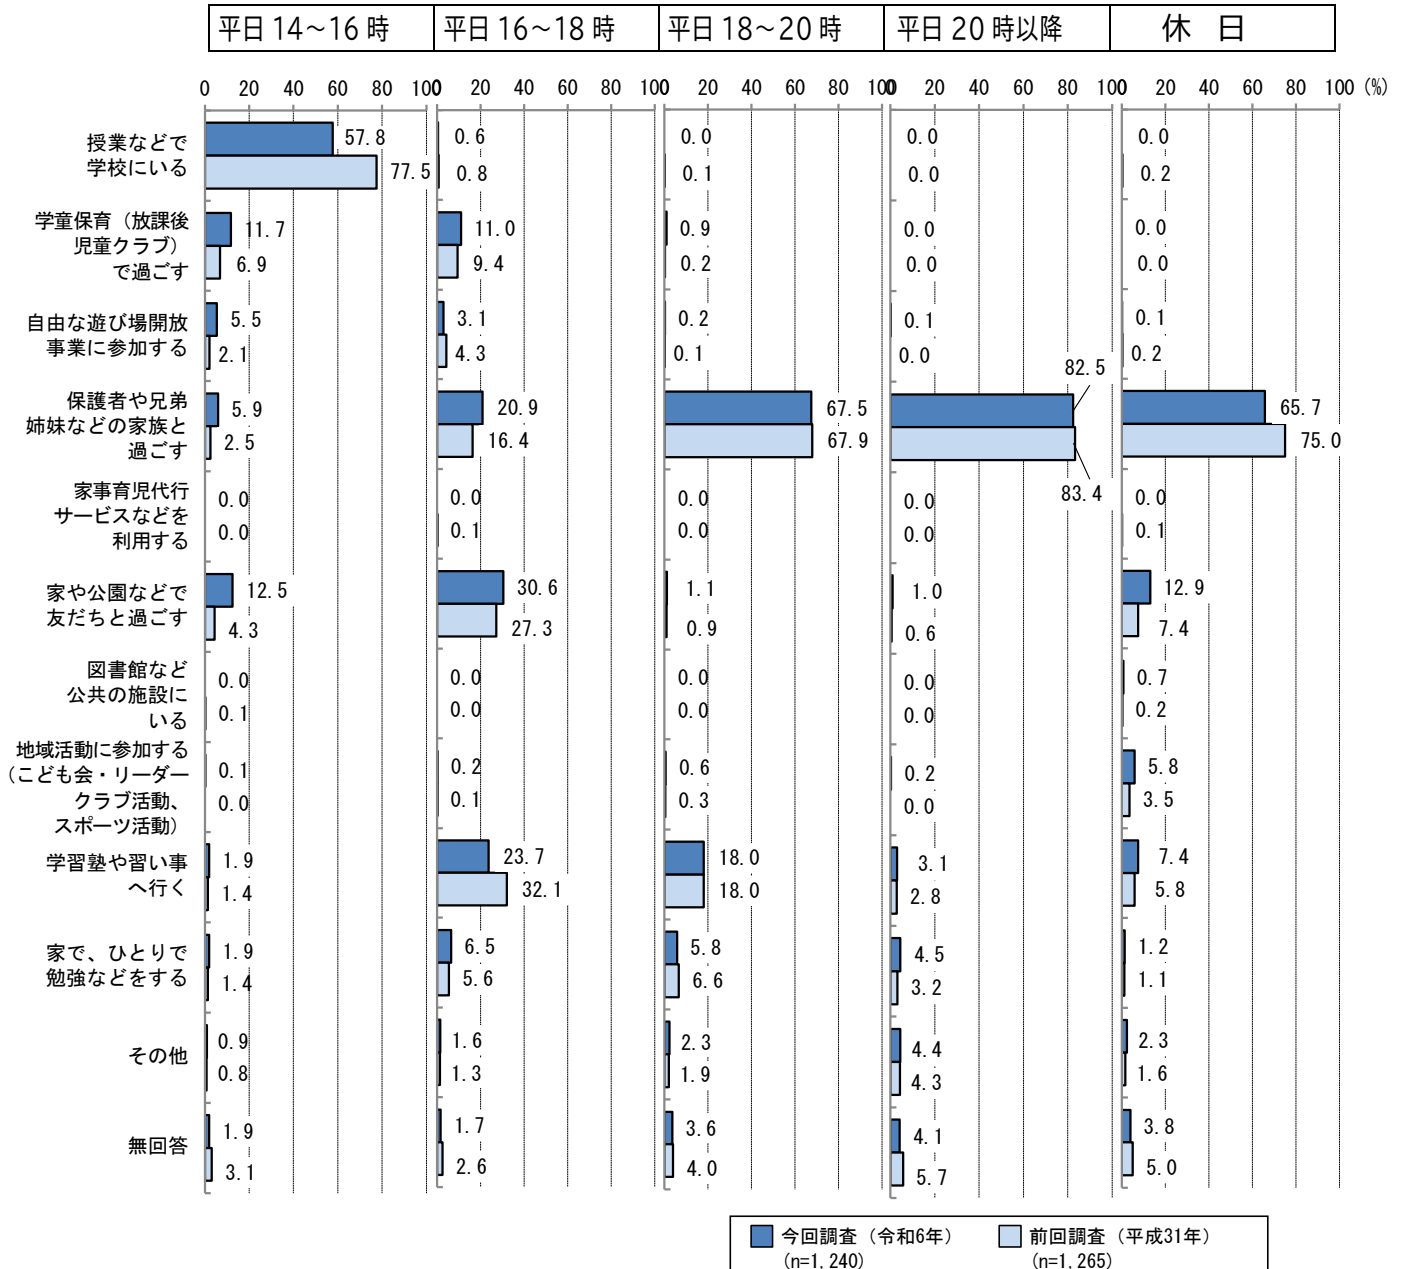 平日 14～16 時 平日 16～18 時 平日 18～20 時 平日 20 時以降 休 日
0 20 40 60 80 100 0 20 40 60 80 100 0 20 40 60 80 100 0 20 40 60 80 100 0 20 40 60 80 100 (%)
授業などで
学校にいる
57.8 0.6 0.0 0.0 0.0
77.5 0.8 0.1 0.0 0.2
学童保育（放課後
児童クラブ）
で過ごす
11.7 11.0 0.9 0.0 0.0
6.9 9.4 0.2 0.0 0.0
自由な遊び場開放
事業に参加する
5.5 3.1 0.2 0.1 0.1
2.1 4.3 0.1 0.0 0.2
保護者や兄弟
姉妹などの家族と
過ごす
5.9 20.9 67.5 82.5 65.7
2.5 16.4 67.9 83.4 75.0
家事育児代行
サービスなどを
利用する
0.0 0.0 0.0 0.0 0.0
0.0 0.1 0.0 0.0 0.1
家や公園などで
友だちと過ごす
12.5 30.6 1.1 1.0 12.9
4.3 27.3 0.9 0.6 7.4
図書館など
公共の施設に
いる
0.0 0.0 0.0 0.0 0.7
0.1 0.0 0.0 0.0 0.2
地域活動に参加する
（こども会・リーダー
クラブ活動、
スポーツ活動）
0.1 0.2 0.6 0.2 5.8
0.0 0.1 0.3 0.0 3.5
学習塾や習い事
へ行く
1.9 23.7 18.0 3.1 7.4
1.4 32.1 18.0 2.8 5.8
家で、ひとりで
勉強などをする
1.9 6.5 5.8 4.5 1.2
1.4 5.6 6.6 3.2 1.1
その他
0.9 1.6 2.3 4.4 2.3
0.8 1.3 1.9 4.3 1.6
無回答
1.9 1.7 3.6 4.1 3.8
3.1 2.6 4.0 5.7 5.0
今回調査（令和6年） 前回調査（平成31年）
(n=1,240) (n=1,265)